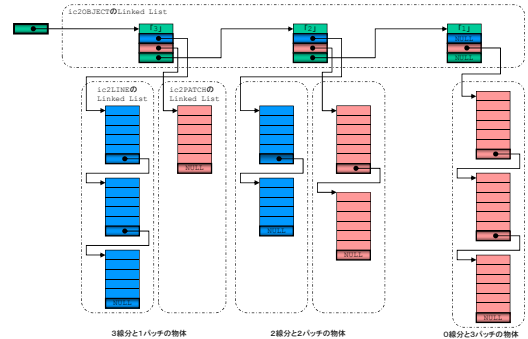 ic2OBJECTのLinked List
「3」
「2」
「1」
NULL
NULL
ic2LINEの
Linked List
ic2PATCHの
Linked List
NULL
NULL
NULL
NULL
NULL
3線分と1パッチの物体
2線分と2パッチの物体
0線分と3パッチの物体